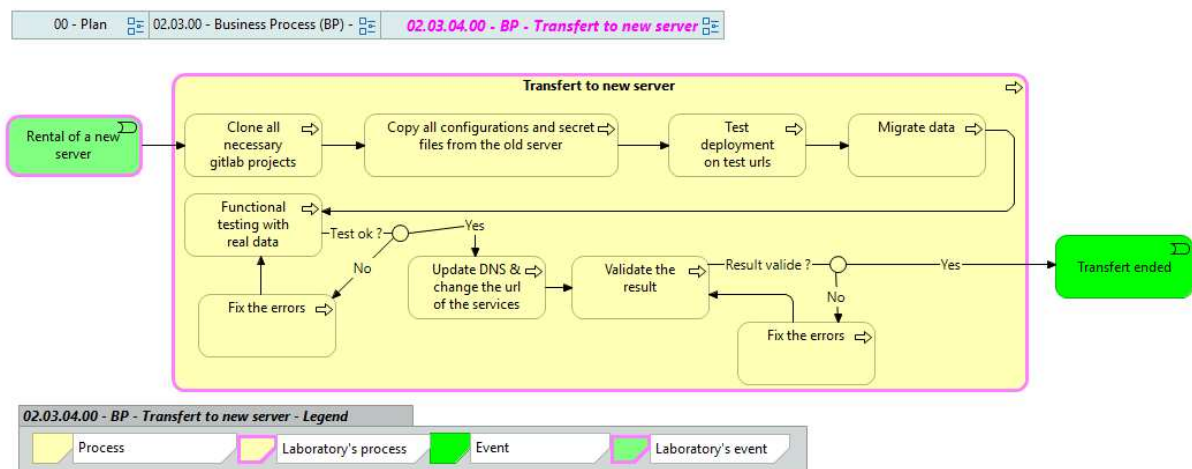 00 - Plan
02.03.00 - Business Process (BP) -
02.03.04.00 - BP - Transfert to new server
Transfert to new server
Rental of a new
server
Clone all
necessary
gitlab projects
Copy all configurations and secret
files from the old server
Test
deployment
on test urls
Migrate data
Functional
testing with
real data
Test ok ?
Yes
No
Fix the errors
Update DNS &
change the url
of the services
Validate the
result
Result valide ?
Yes
No
Fix the errors
Transfert ended
02.03.04.00 - BP - Transfert to new server - Legend
Process
Laboratory's process
Event
Laboratory's event